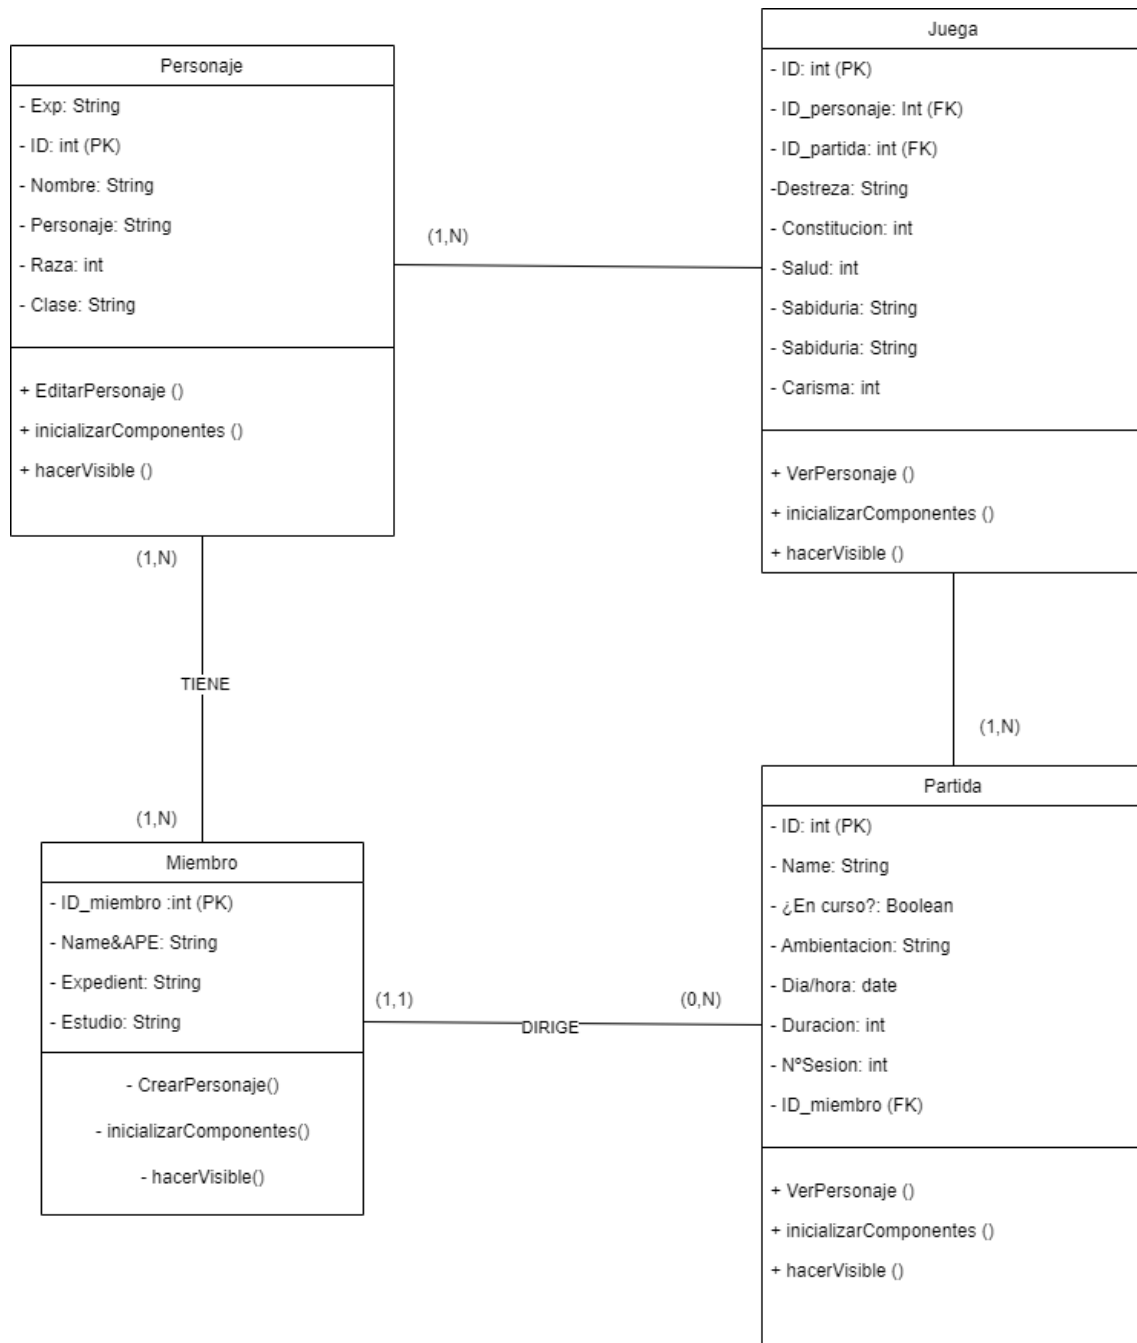 Personaje
- Exp: String
- ID: int (PK)
- Nombre: String
- Personaje: String
- Raza: int
- Clase: String
+ EditarPersonaje ()
+ inicializarComponentes ()
+ hacerVisible ()
(1,N)
Juega
- ID: int (PK)
- ID_personaje: Int (FK)
- ID_partida: int (FK)
-Destreza: String
- Constitucion: int
- Salud: int
- Sabiduria: String
- Sabiduria: String
- Carisma: int
+ VerPersonaje ()
+ inicializarComponentes ()
+ hacerVisible ()
(1,N)
TIENE
(1,N)
(1,N)
Miembro
- ID_miembro :int (PK)
- Name&APE: String
- Expedient: String
- Estudio: String
- CrearPersonaje()
- inicializarComponentes()
- hacerVisible()
(1,1)
DIRIGE
(0,N)
Partida
- ID: int (PK)
- Name: String
- ¿En curso?: Boolean
- Ambientacion: String
- Dia/hora: date
- Duracion: int
- NºSesion: int
- ID_miembro (FK)
+ VerPersonaje ()
+ inicializarComponentes ()
+ hacerVisible ()